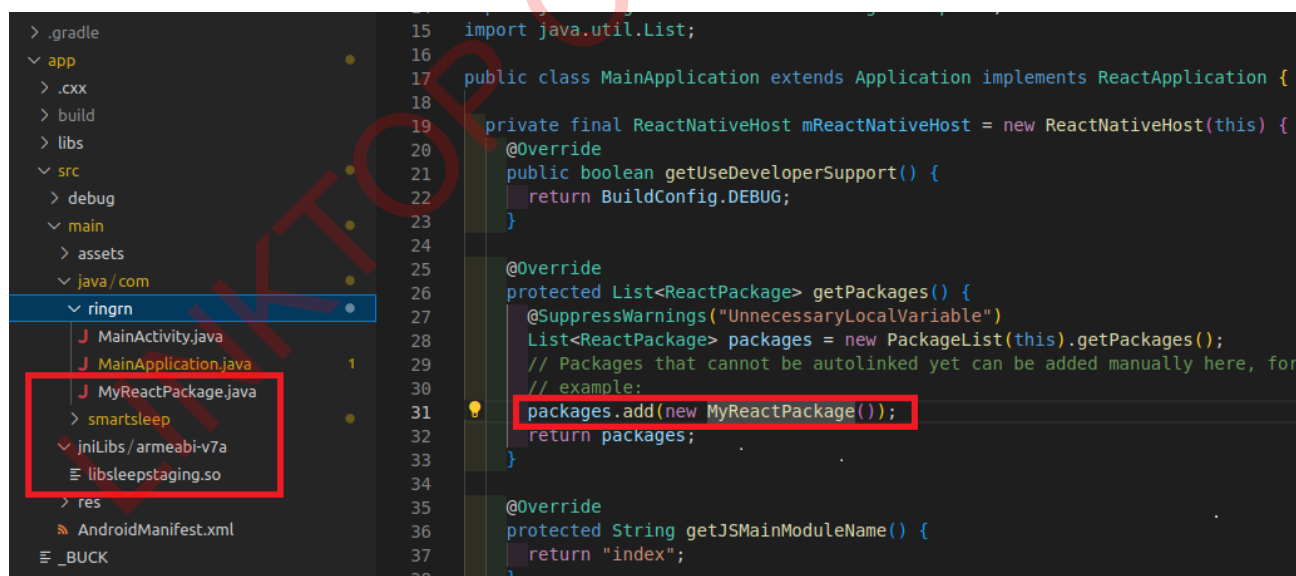 .gradle
app
.cxx
build
libs
src
debug
main
assets
java/com
ringrn
J MainActivity.java
J MainApplication.java 1
J MyReactPackage.java
smartsleep
jniLibs/armeabi-v7a
libsleepstaging.so
res
AndroidManifest.xml
_BUCK
15 import java.util.List;
16
17 public class MainApplication extends Application implements ReactApplication {
18
19 private final ReactNativeHost mReactNativeHost = new ReactNativeHost(this) {
20 @Override
21 public boolean getUseDeveloperSupport() {
22 return BuildConfig.DEBUG;
23 }
24
25 @Override
26 protected List<ReactPackage> getPackages() {
27 @SuppressWarnings("UnnecessaryLocalVariable")
28 List<ReactPackage> packages = new PackageList(this).getPackages();
29 // Packages that cannot be autolinked yet can be added manually here, for
30 // example:
31 packages.add(new MyReactPackage());
32 return packages;
33 }
34
35 @Override
36 protected String getJSMainModuleName() {
37 return "index";
LINKTOP